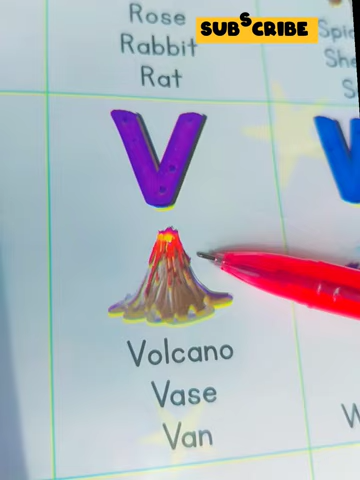 Rose
Rabbit
Rat
SUBSCRIBE
V
Volcano
Vase
Van
W